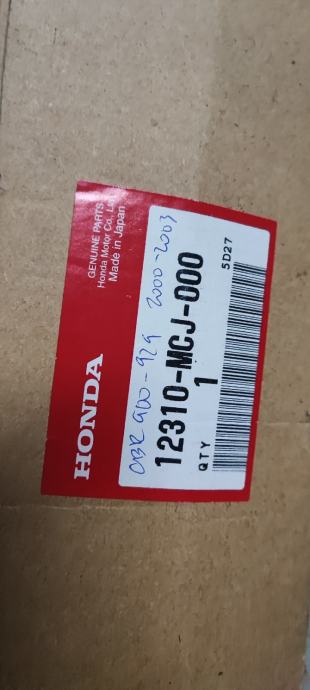 GENUINE PARTS
Honda Motor Co., Ltd.
Made in Japan
HONDA
CBR 900-929 2000-2003
12310-MCJ-000
QTY 1
5D27